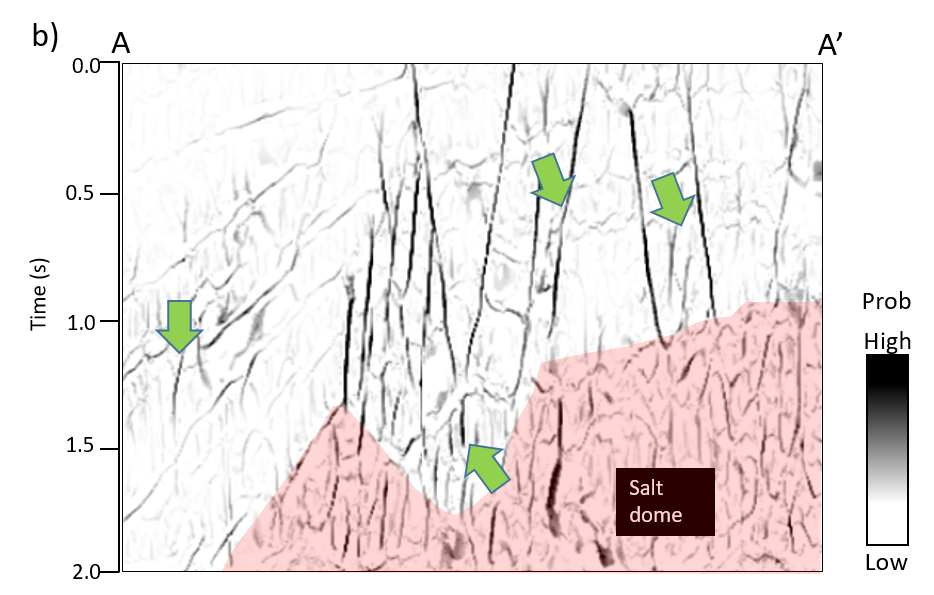 b)
A
A’
0.0
0.5
1.0
1.5
2.0
Time (s)
Salt
dome
Prob
High
Low